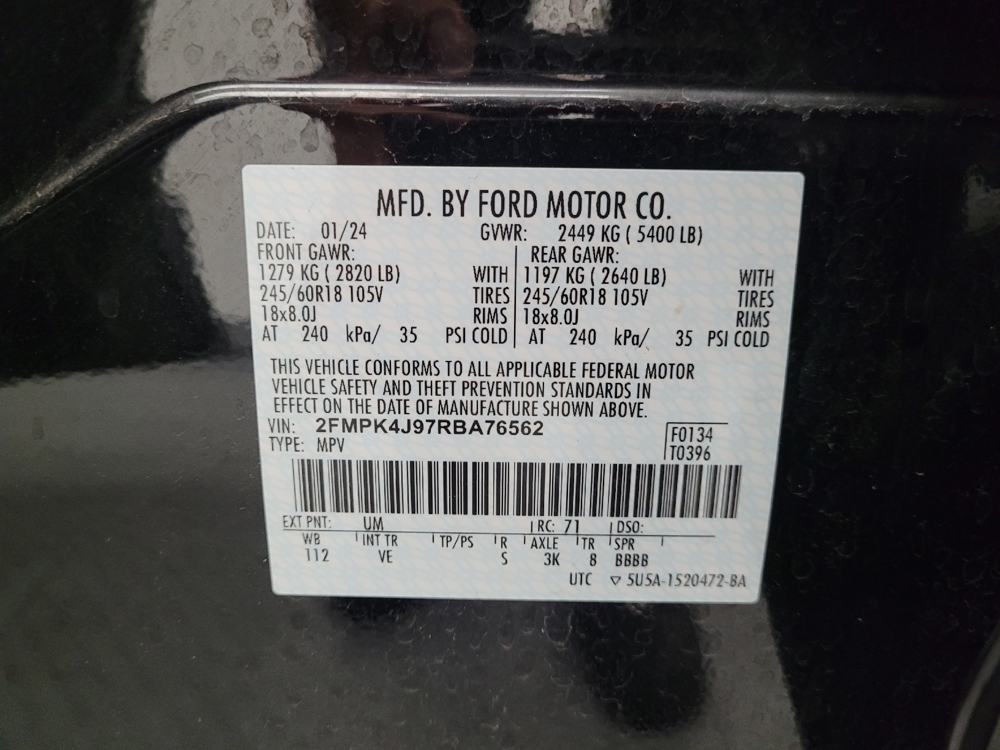 MFD. BY FORD MOTOR CO.
DATE: 01/24 GVWR: 2449 KG ( 5400 LB)
FRONT GAWR: REAR GAWR:
1279 KG ( 2820 LB) WITH 1197 KG ( 2640 LB) WITH
245/60R18 105V TIRES 245/60R18 105V TIRES
18x8.0J RIMS 18x8.0J RIMS
AT 240 kPa/ 35 PSI COLD AT 240 kPa/ 35 PSI COLD
THIS VEHICLE CONFORMS TO ALL APPLICABLE FEDERAL MOTOR
VEHICLE SAFETY AND THEFT PREVENTION STANDARDS IN
EFFECT ON THE DATE OF MANUFACTURE SHOWN ABOVE.
VIN: 2FMPK4J97RBA76562
F0134
TYPE: MPV
T0396
EXT PNT: UM RC: 71 DSO:
WB INT TR TP/PS R AXLE TR SPR
112 VE S 3K 8 BBBB
UTC ▽ 5U5A-1520472-BA